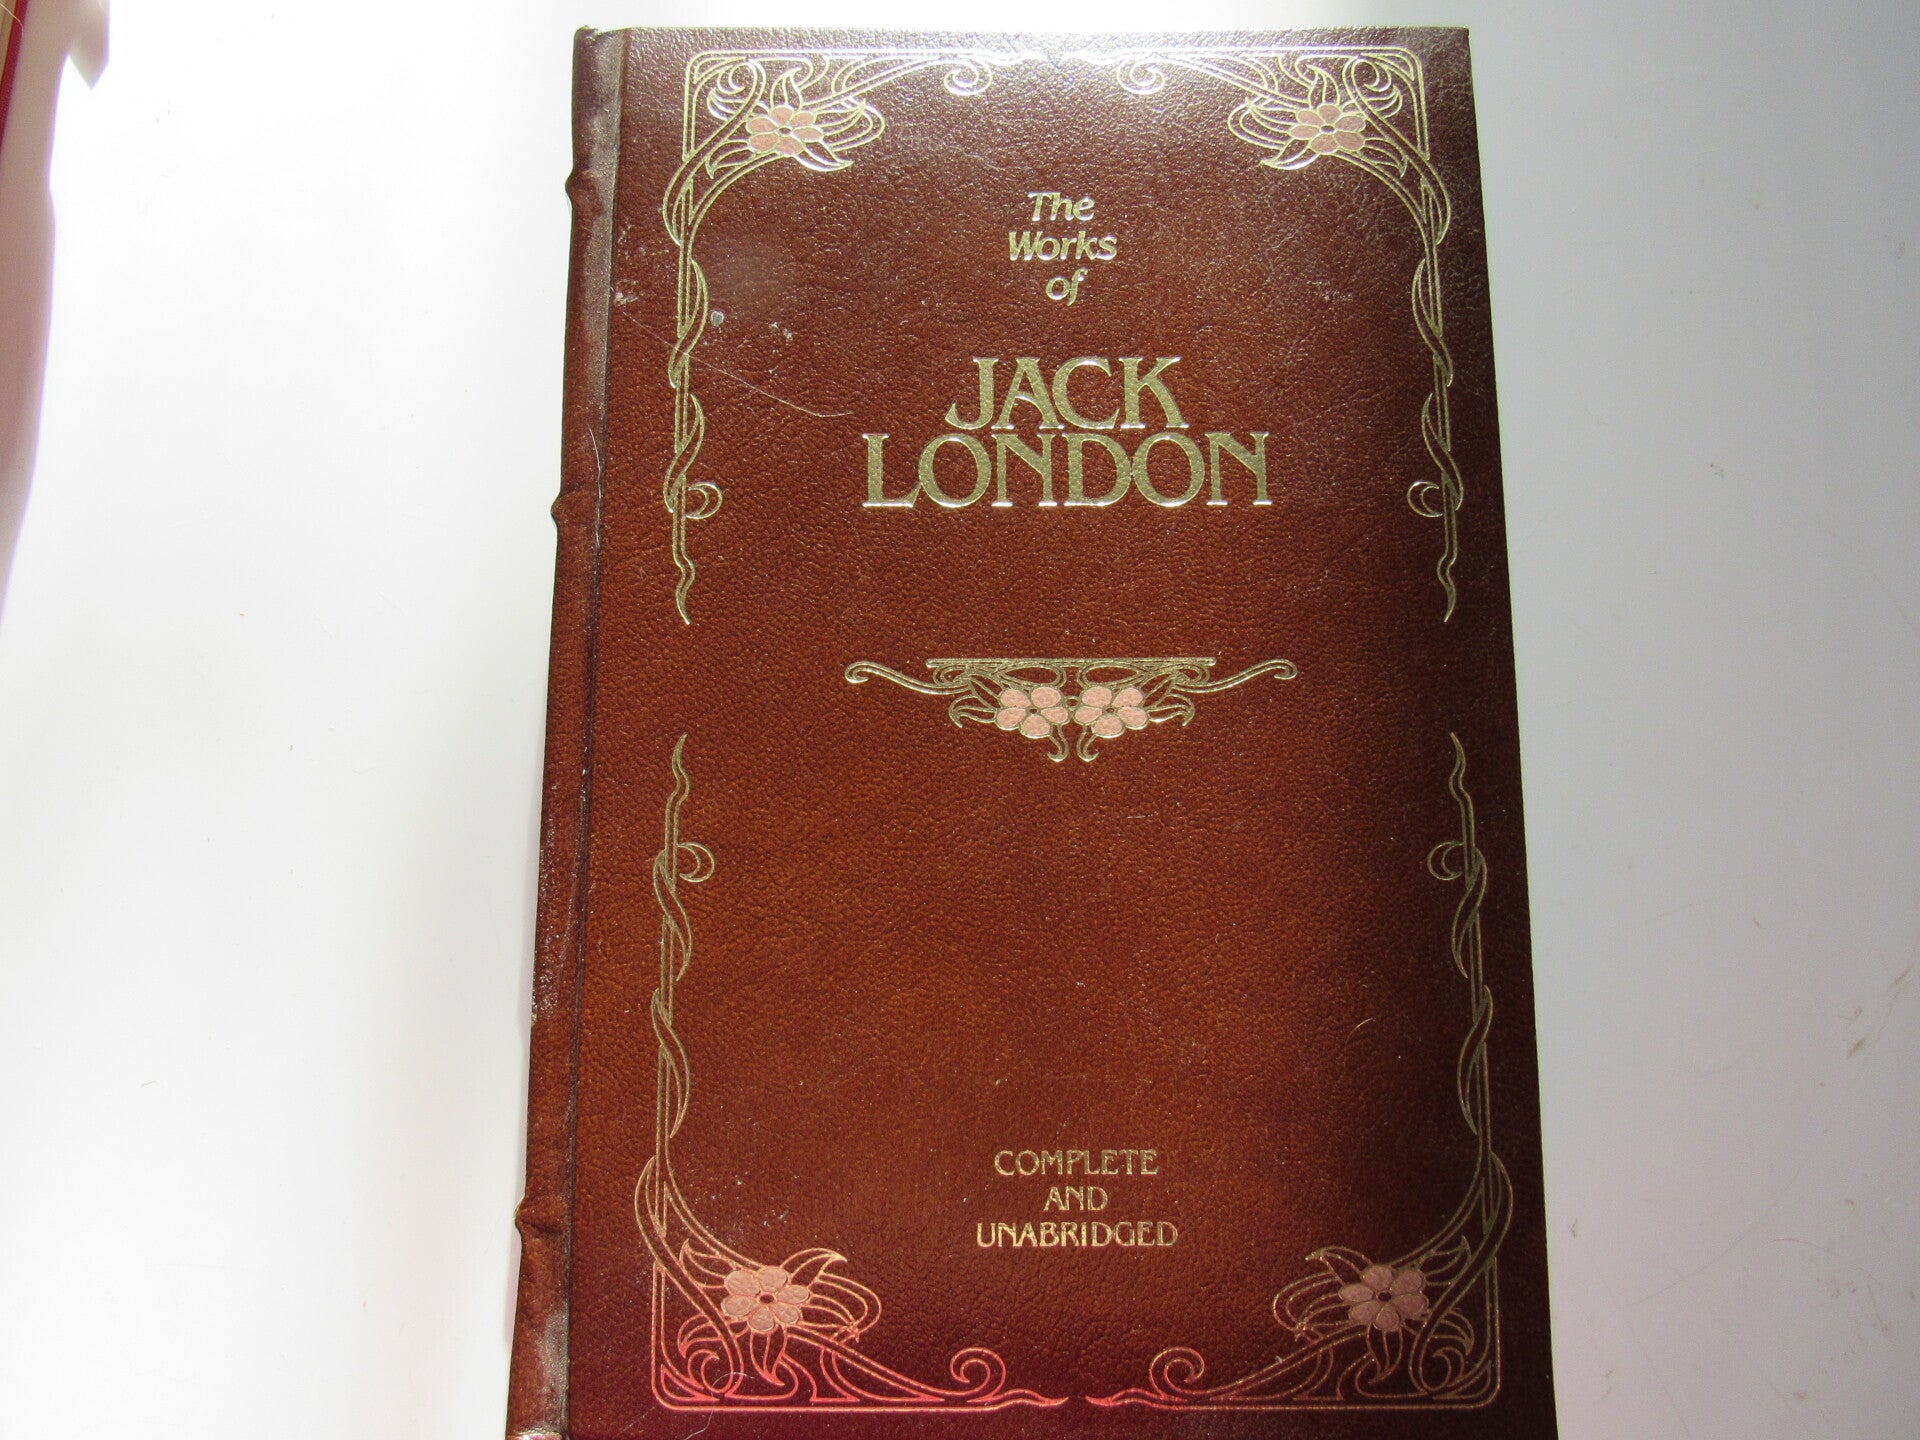 The
Works
of
JACK
LONDON
COMPLETE
AND
UNABRIDGED